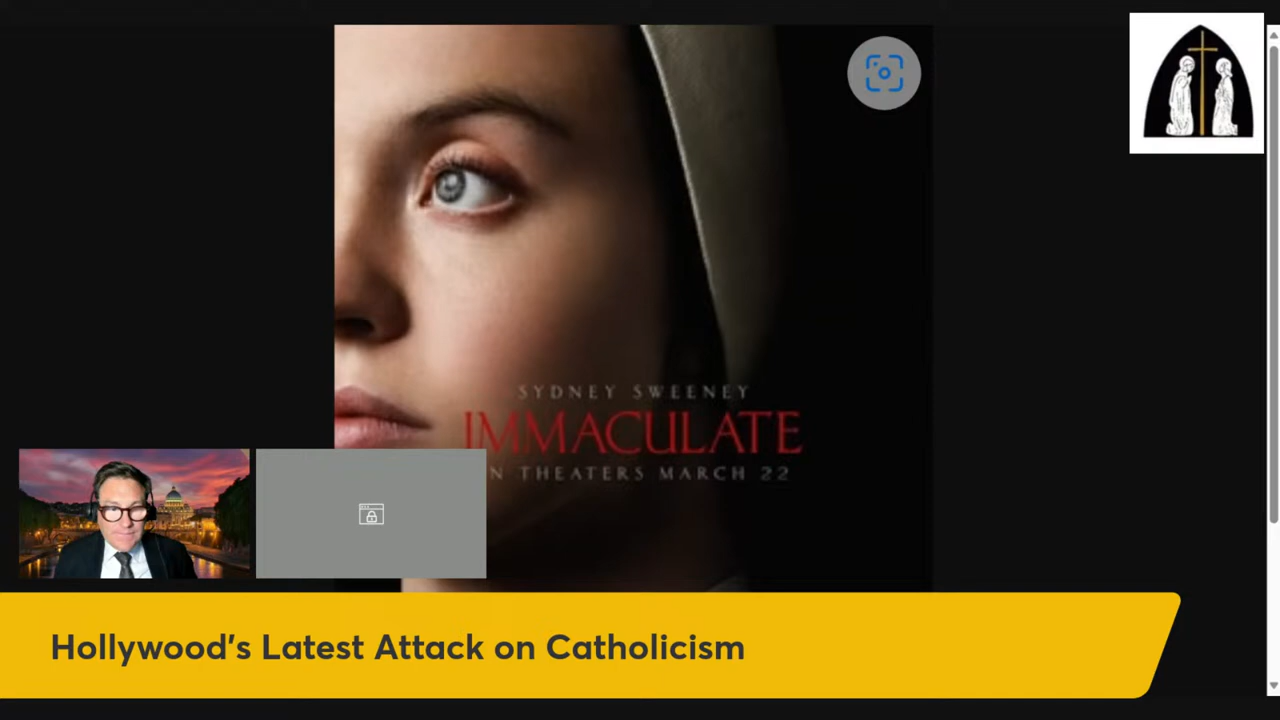 SYDNEY SWEENEY
IMMACULATE
N THEATERS MARCH 22
Hollywood's Latest Attack on Catholicism